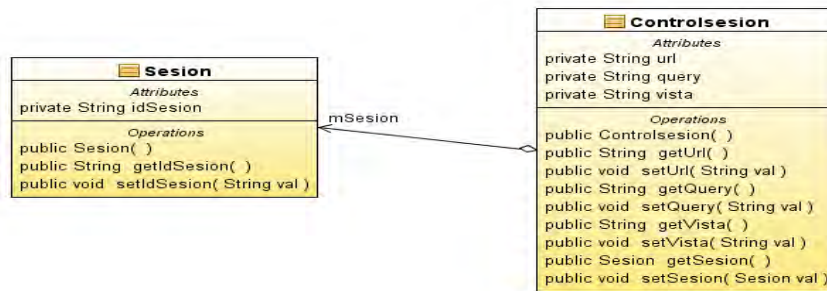 Sesion
Attributes
private String idSesion
Operations
public Sesion( )
public String getIdSesion( )
public void setIdSesion( String val )
mSesion
Controlsesion
Attributes
private String url
private String query
private String vista
Operations
public Controlsesion( )
public String getUrl( )
public void setUrl( String val )
public String getQuery( )
public void setQuery( String val )
public String getVista( )
public void setVista( String val )
public Sesion getSesion( )
public void setSesion( Sesion val )